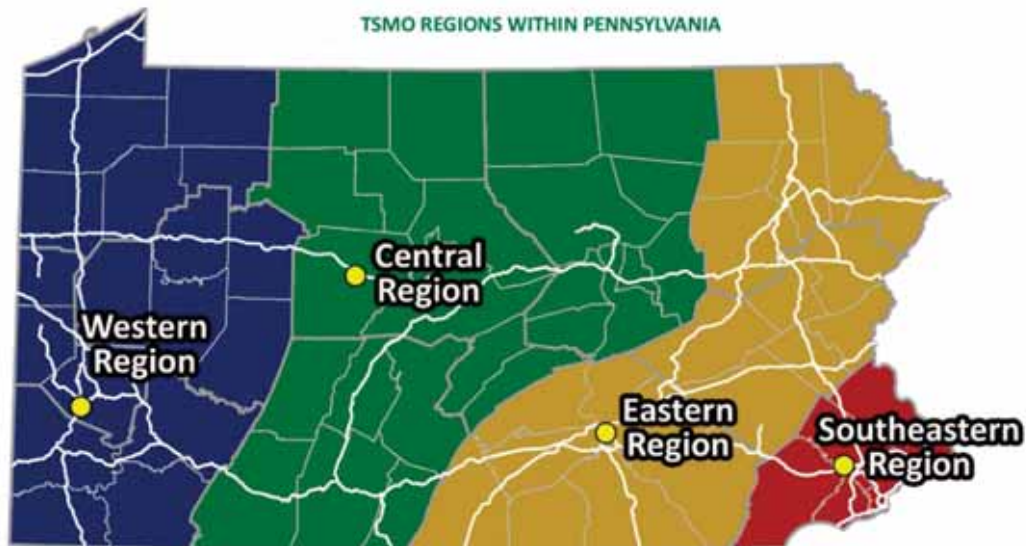 TSMO REGIONS WITHIN PENNSYLVANIA
Central
Region
Western
Region
Eastern
Region
Southeastern
Region